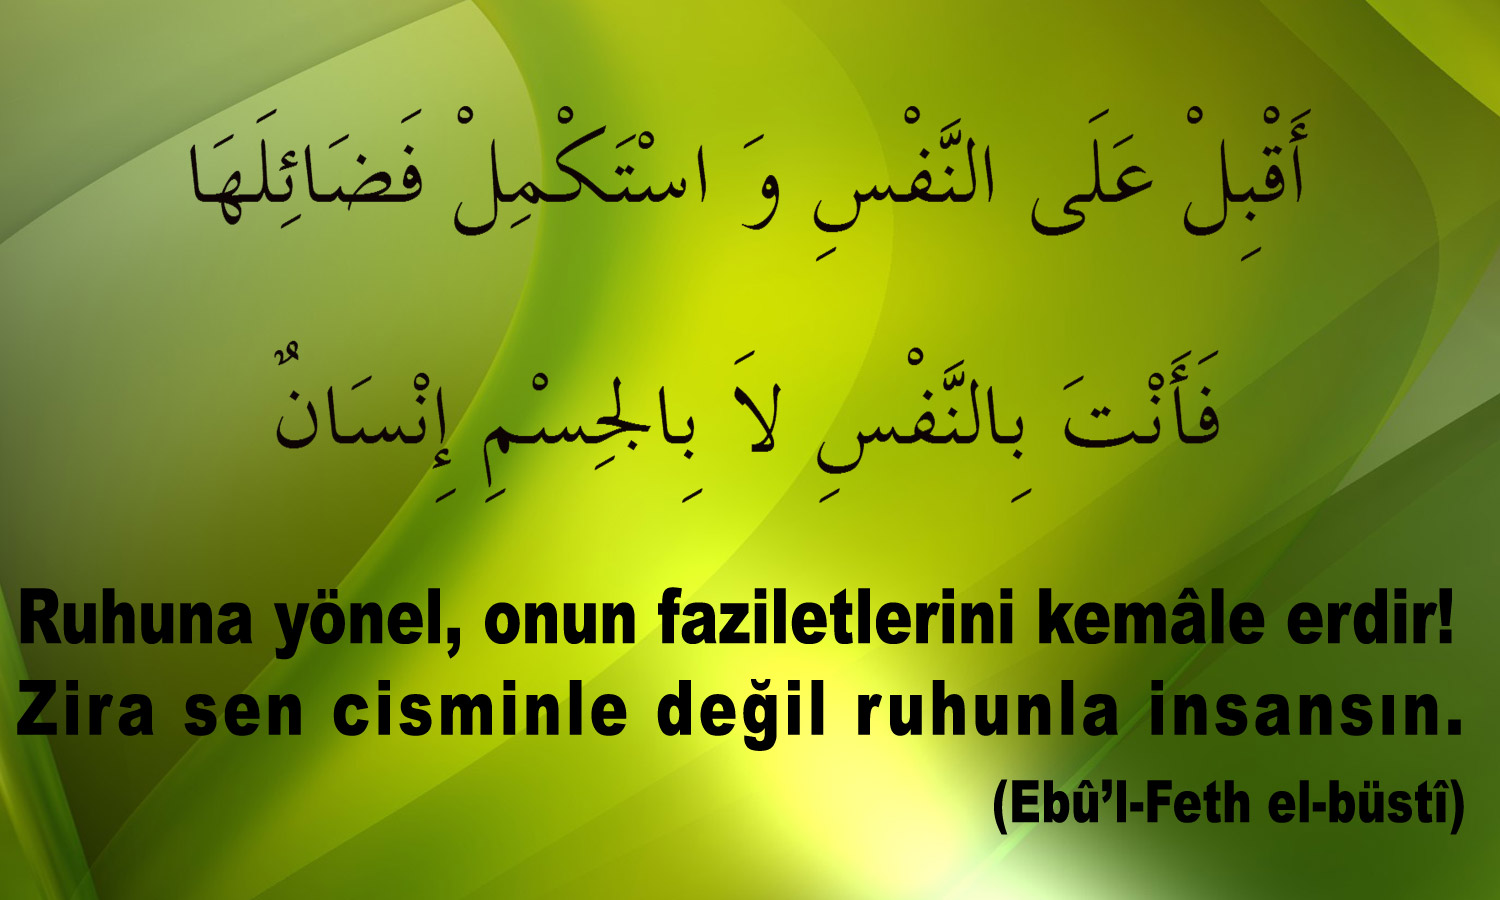 أَقْبِلْ عَلَى النَّفْسِ وَ اسْتَكْمِلْ فَضَائِلَهَا
فَأَنْتَ بِالنَّفْسِ لاَ بِالْجِسْمِ إِنْسَانٌ
Ruhuna yönel, onun faziletlerini kemâle erdir!
Zira sen cisminle değil ruhunla insansın.
(Ebû’l-Feth el-büstî)